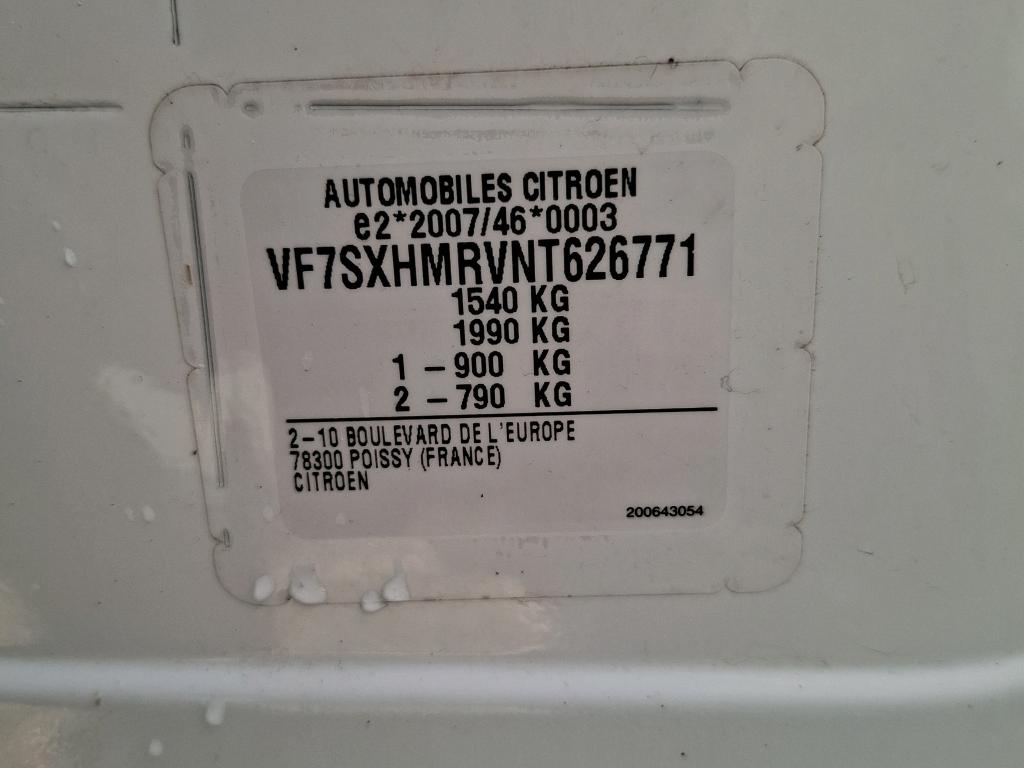 AUTOMOBILES CITROEN
e2*2007/46*0003
VF7SXHMRVNT626771
1540 KG
1990 KG
1 – 900 KG
2 – 790 KG
2–10 BOULEVARD DE L'EUROPE
78300 POISSY (FRANCE)
CITROEN
200643054